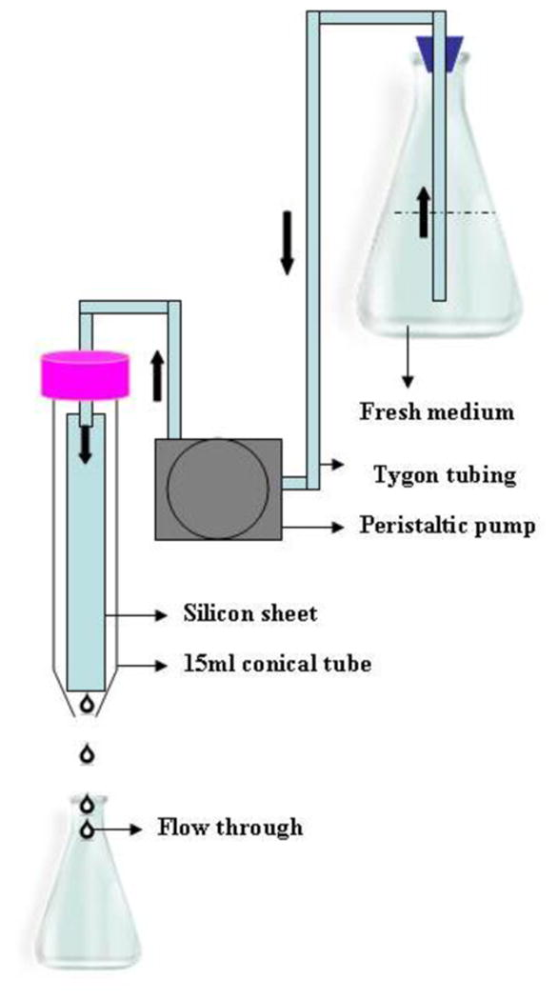 Fresh medium
Tygon tubing
Peristaltic pump
Silicon sheet
15ml conical tube
Flow through